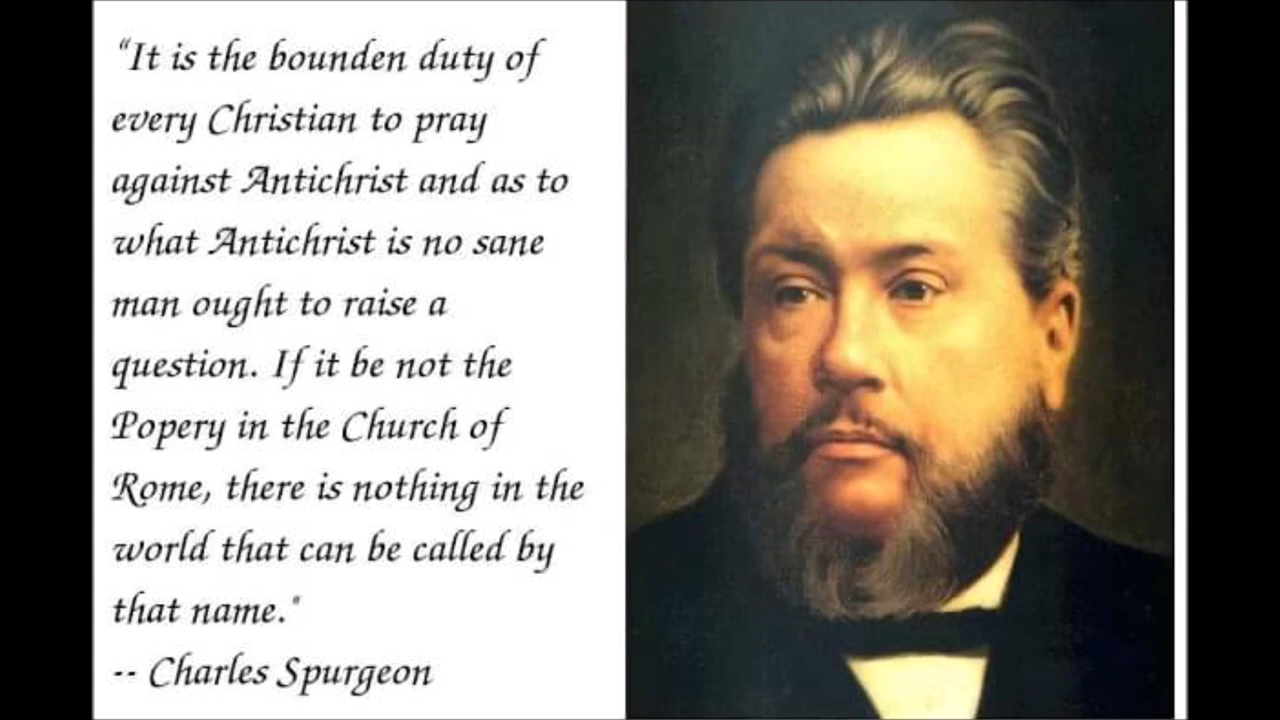 “It is the bounden duty of
every Christian to pray
against Antichrist and as to
what Antichrist is no sane
man ought to raise a
question. If it be not the
Popery in the Church of
Rome, there is nothing in the
world that can be called by
that name."
-- Charles Spurgeon